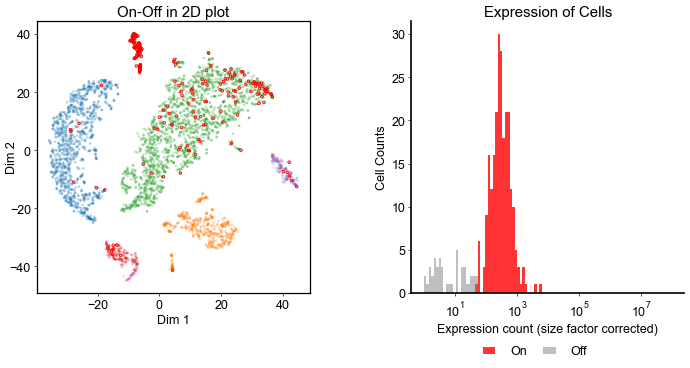 On-Off in 2D plot
40
20
0
−20
−40
Dim 2
−20
0
20
40
Dim 1
Expression of Cells
30
25
20
15
10
5
0
Cell Counts
10^1
10^3
10^5
10^7
Expression count (size factor corrected)
On
Off